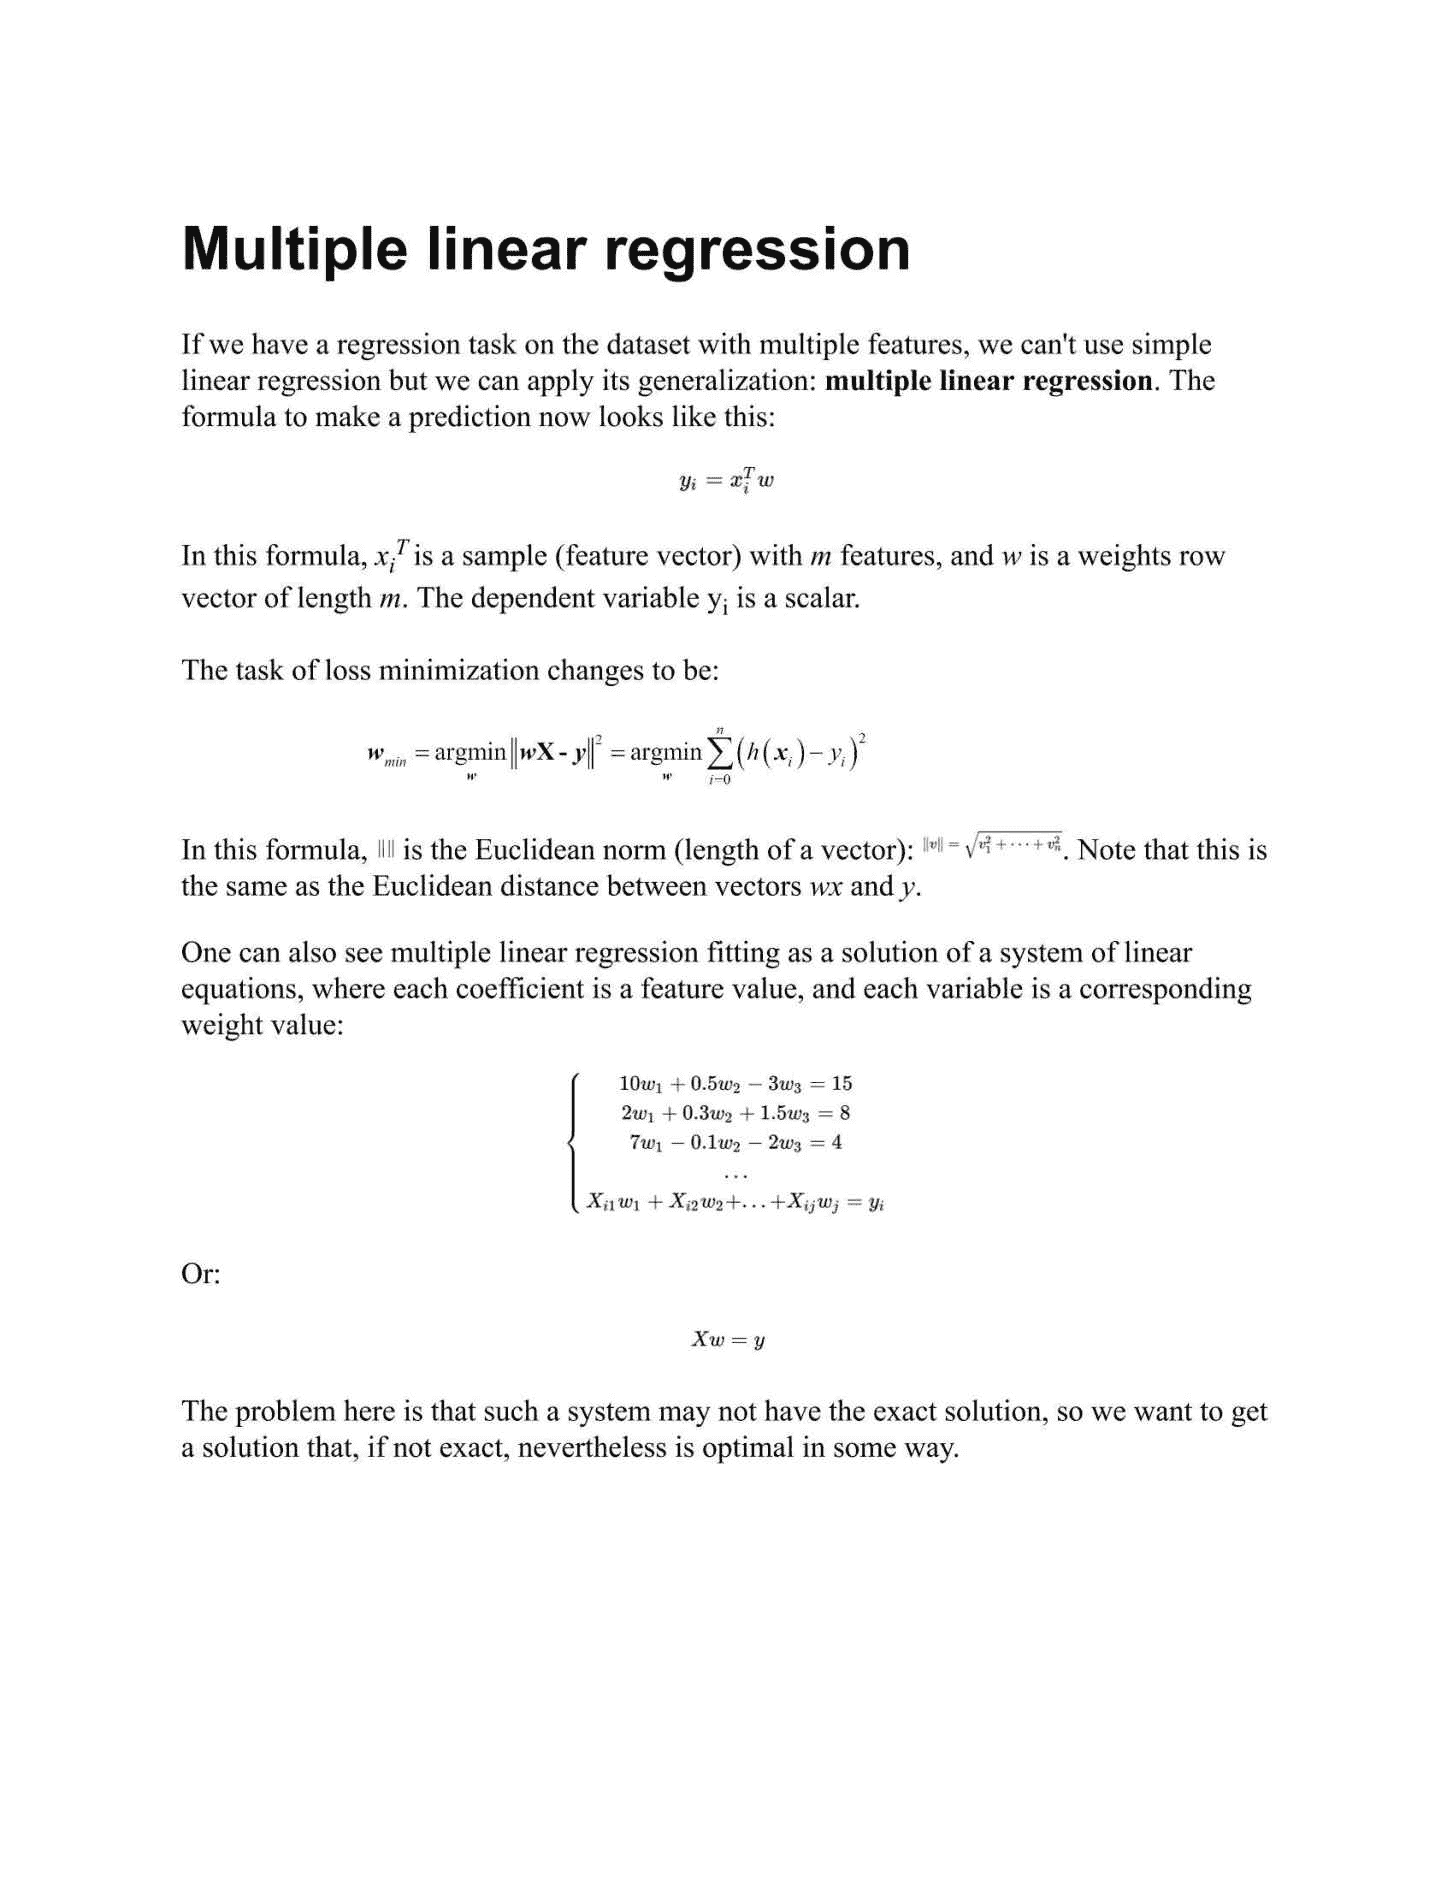 Multiple linear regression
If we have a regression task on the dataset with multiple features, we can't use simple
linear regression but we can apply its generalization: multiple linear regression. The
formula to make a prediction now looks like this:
yᵢ = xᵢᵀw
In this formula, xᵢᵀ is a sample (feature vector) with m features, and w is a weights row
vector of length m. The dependent variable yᵢ is a scalar.
The task of loss minimization changes to be:
w_min = argmin_w ‖wX - y‖² = argmin_w ∑_{i=0}^{n} (h(xᵢ) − yᵢ)²
In this formula, ‖‖ is the Euclidean norm (length of a vector): ‖v‖ = √(v₁² + ··· + vₙ²). Note that this is
the same as the Euclidean distance between vectors wx and y.
One can also see multiple linear regression fitting as a solution of a system of linear
equations, where each coefficient is a feature value, and each variable is a corresponding
weight value:
10w₁ + 0.5w₂ − 3w₃ = 15
2w₁ + 0.3w₂ + 1.5w₃ = 8
7w₁ − 0.1w₂ − 2w₃ = 4
...
Xᵢ₁w₁ + Xᵢ₂w₂+...+Xᵢⱼwⱼ = yᵢ
Or:
Xw = y
The problem here is that such a system may not have the exact solution, so we want to get
a solution that, if not exact, nevertheless is optimal in some way.